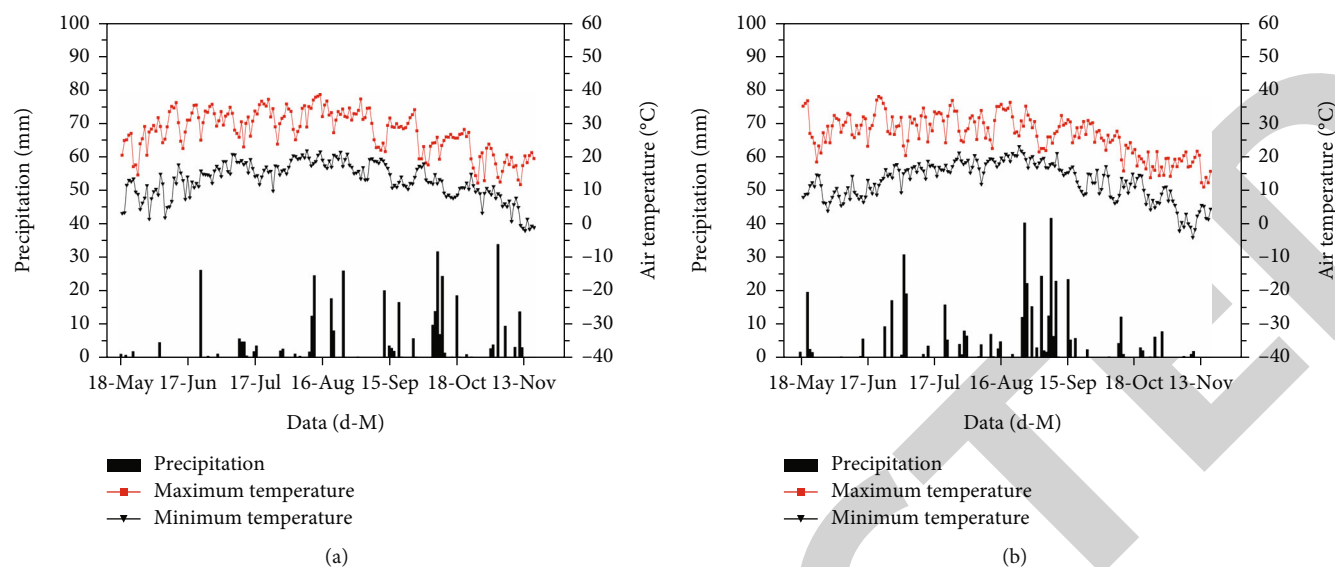 100
90
80
70
60
50
40
30
20
10
0
Precipitation (mm)
60
50
40
30
20
10
0
–10
–20
–30
–40
Air temperature (°C)
18-May 17-Jun 17-Jul 16-Aug 15-Sep 18-Oct 13-Nov
Data (d-M)
Precipitation
Maximum temperature
Minimum temperature
(a)
100
90
80
70
60
50
40
30
20
10
0
Precipitation (mm)
60
50
40
30
20
10
0
–10
–20
–30
–40
Air temperature (°C)
18-May 17-Jun 17-Jul 16-Aug 15-Sep 18-Oct 13-Nov
Data (d-M)
Precipitation
Maximum temperature
Minimum temperature
(b)